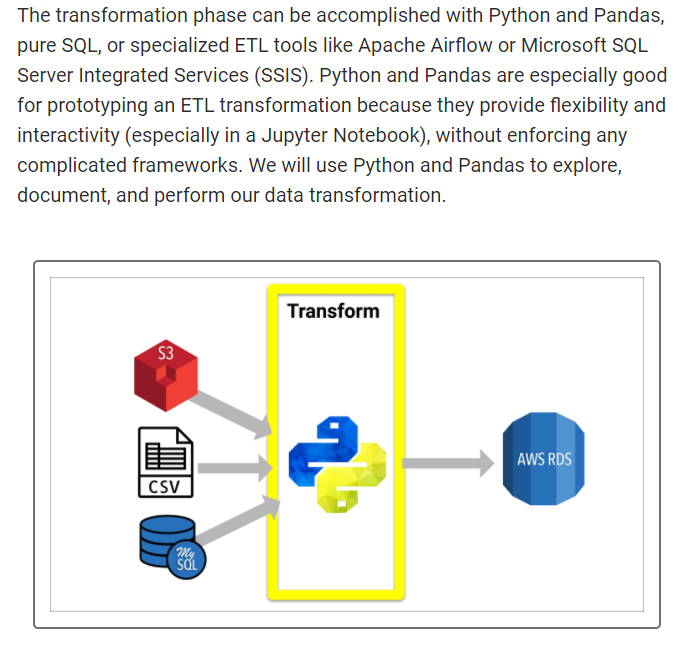 The transformation phase can be accomplished with Python and Pandas,
pure SQL, or specialized ETL tools like Apache Airflow or Microsoft SQL
Server Integrated Services (SSIS). Python and Pandas are especially good
for prototyping an ETL transformation because they provide flexibility and
interactivity (especially in a Jupyter Notebook), without enforcing any
complicated frameworks. We will use Python and Pandas to explore,
document, and perform our data transformation.
Transform
S3
CSV
My
SQL
AWS RDS